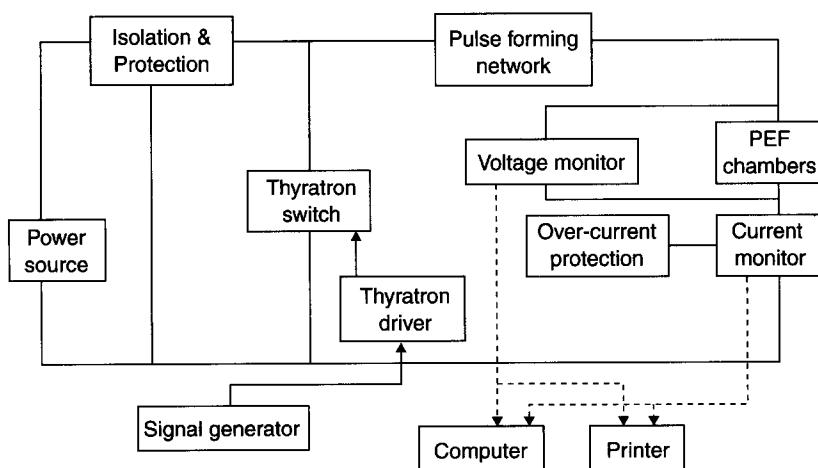 Isolation &
Protection
Pulse forming
network
Voltage monitor
PEF
chambers
Thyratron
switch
Power
source
Over-current
protection
Current
monitor
Thyratron
driver
Signal generator
Computer
Printer